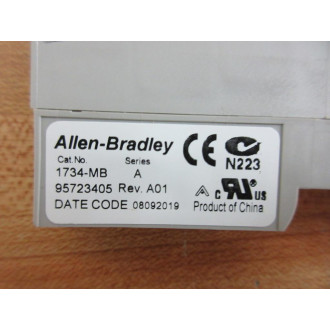 Allen-Bradley
CE
N223
Cat.No. Series
1734-MB A
95723405 Rev. A01
DATE CODE 08092019
A c UL US
Product of China